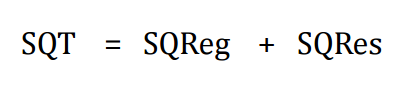 SQT = SQReg + SQRes